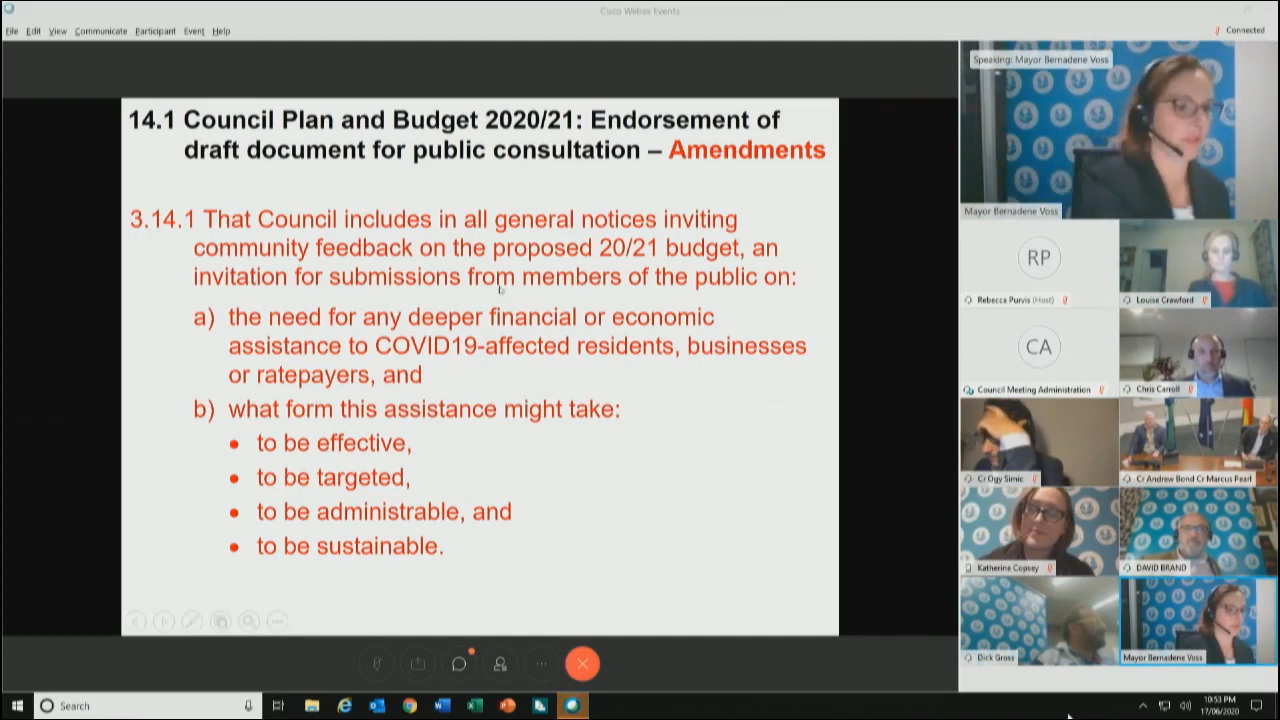 Cisco Webex Events
File Edit View Communicate Participant Event Help
Connected
14.1 Council Plan and Budget 2020/21: Endorsement of
draft document for public consultation – Amendments
3.14.1 That Council includes in all general notices inviting
community feedback on the proposed 20/21 budget, an
invitation for submissions from members of the public on:
a) the need for any deeper financial or economic
assistance to COVID19-affected residents, businesses
or ratepayers, and
b) what form this assistance might take:
• to be effective,
• to be targeted,
• to be administrable, and
• to be sustainable.
Speaking: Mayor Bernadene Voss
Mayor Bernadene Voss
RP
Rebecca Purvis (Host)
Louise Crawford
CA
Council Meeting Administration
Chris Carroll
Cr Ogy Simic
Cr Andrew Bond Cr Marcus Pearl
Katherine Copsey
DAVID BRAND
Dick Gross
Mayor Bernadene Voss
Search
10:53 PM
17/06/2020